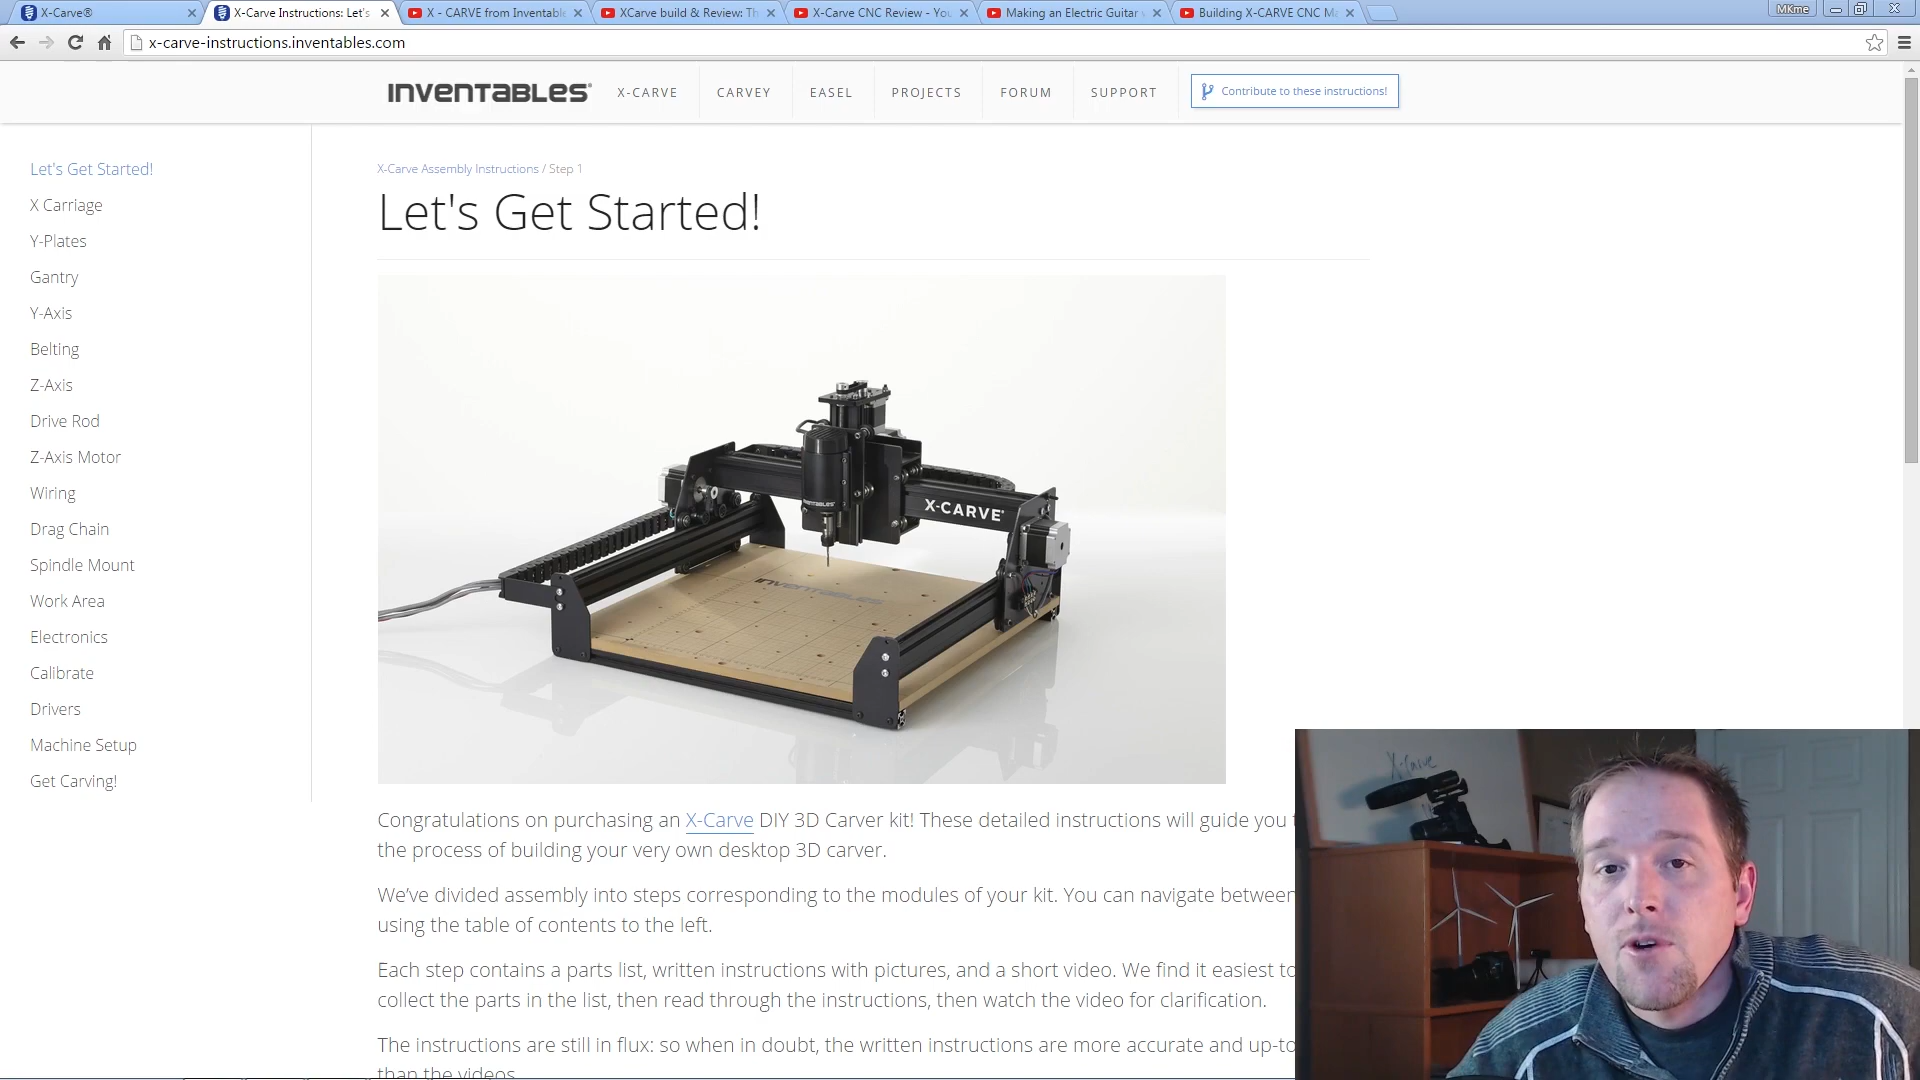 X-Carve®
X-Carve Instructions: Let's
X - CARVE from Inventable
XCarve build & Review: Th
X-Carve CNC Review - You
Making an Electric Guitar
Building X-CARVE CNC Ma
MKme
x-carve-instructions.inventables.com
INVENTABLES®
X-CARVE
CARVEY
EASEL
PROJECTS
FORUM
SUPPORT
Contribute to these instructions!
Let's Get Started!
X Carriage
Y-Plates
Gantry
Y-Axis
Belting
Z-Axis
Drive Rod
Z-Axis Motor
Wiring
Drag Chain
Spindle Mount
Work Area
Electronics
Calibrate
Drivers
Machine Setup
Get Carving!
X-Carve Assembly Instructions / Step 1
Let's Get Started!
X-CARVE®
INVENTABLES
INVENTABLES
Congratulations on purchasing an X-Carve DIY 3D Carver kit! These detailed instructions will guide you
the process of building your very own desktop 3D carver.
We've divided assembly into steps corresponding to the modules of your kit. You can navigate between
using the table of contents to the left.
Each step contains a parts list, written instructions with pictures, and a short video. We find it easiest to
collect the parts in the list, then read through the instructions, then watch the video for clarification.
The instructions are still in flux: so when in doubt, the written instructions are more accurate and up-to
than the videos.
X-Carve